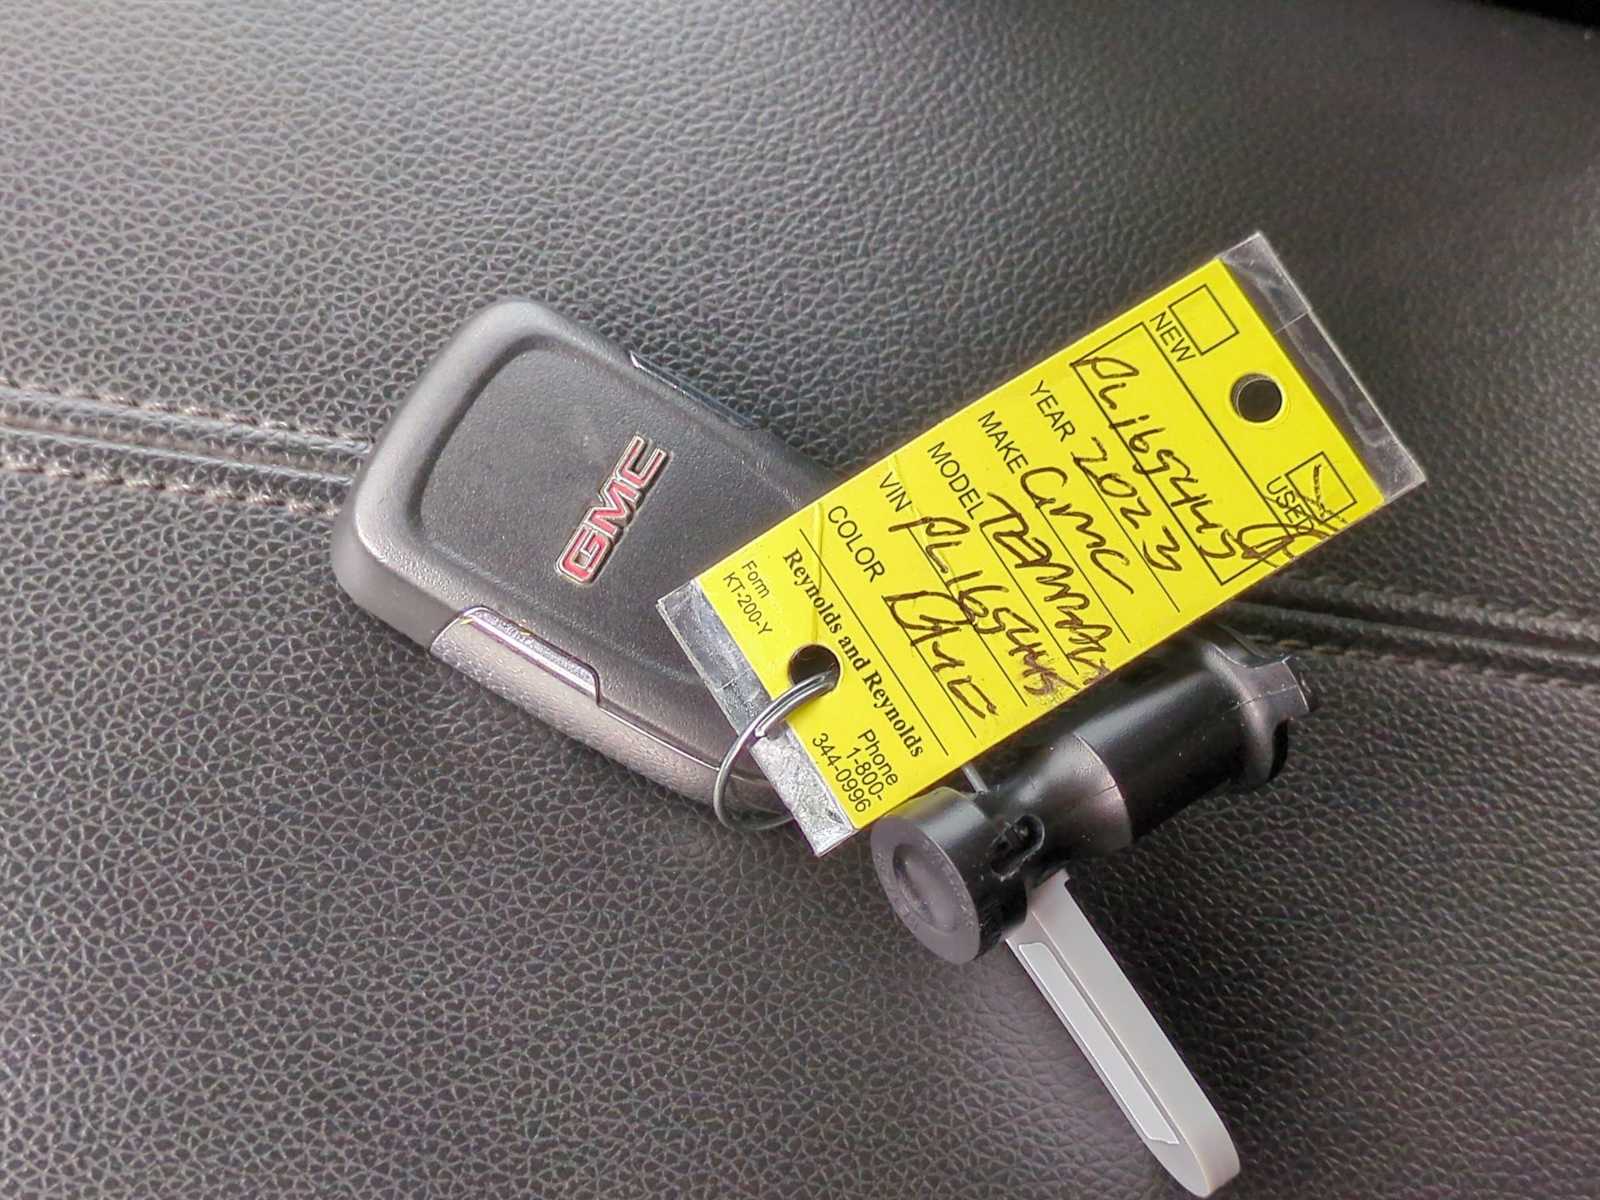 GMC
NEW
USED
PL165445
YEAR 2023
MAKE GMC
MODEL TERRAIN
VIN PL165445
COLOR
Reynolds and Reynolds
Form
KT-200-Y
Phone
1-800-
344-0996